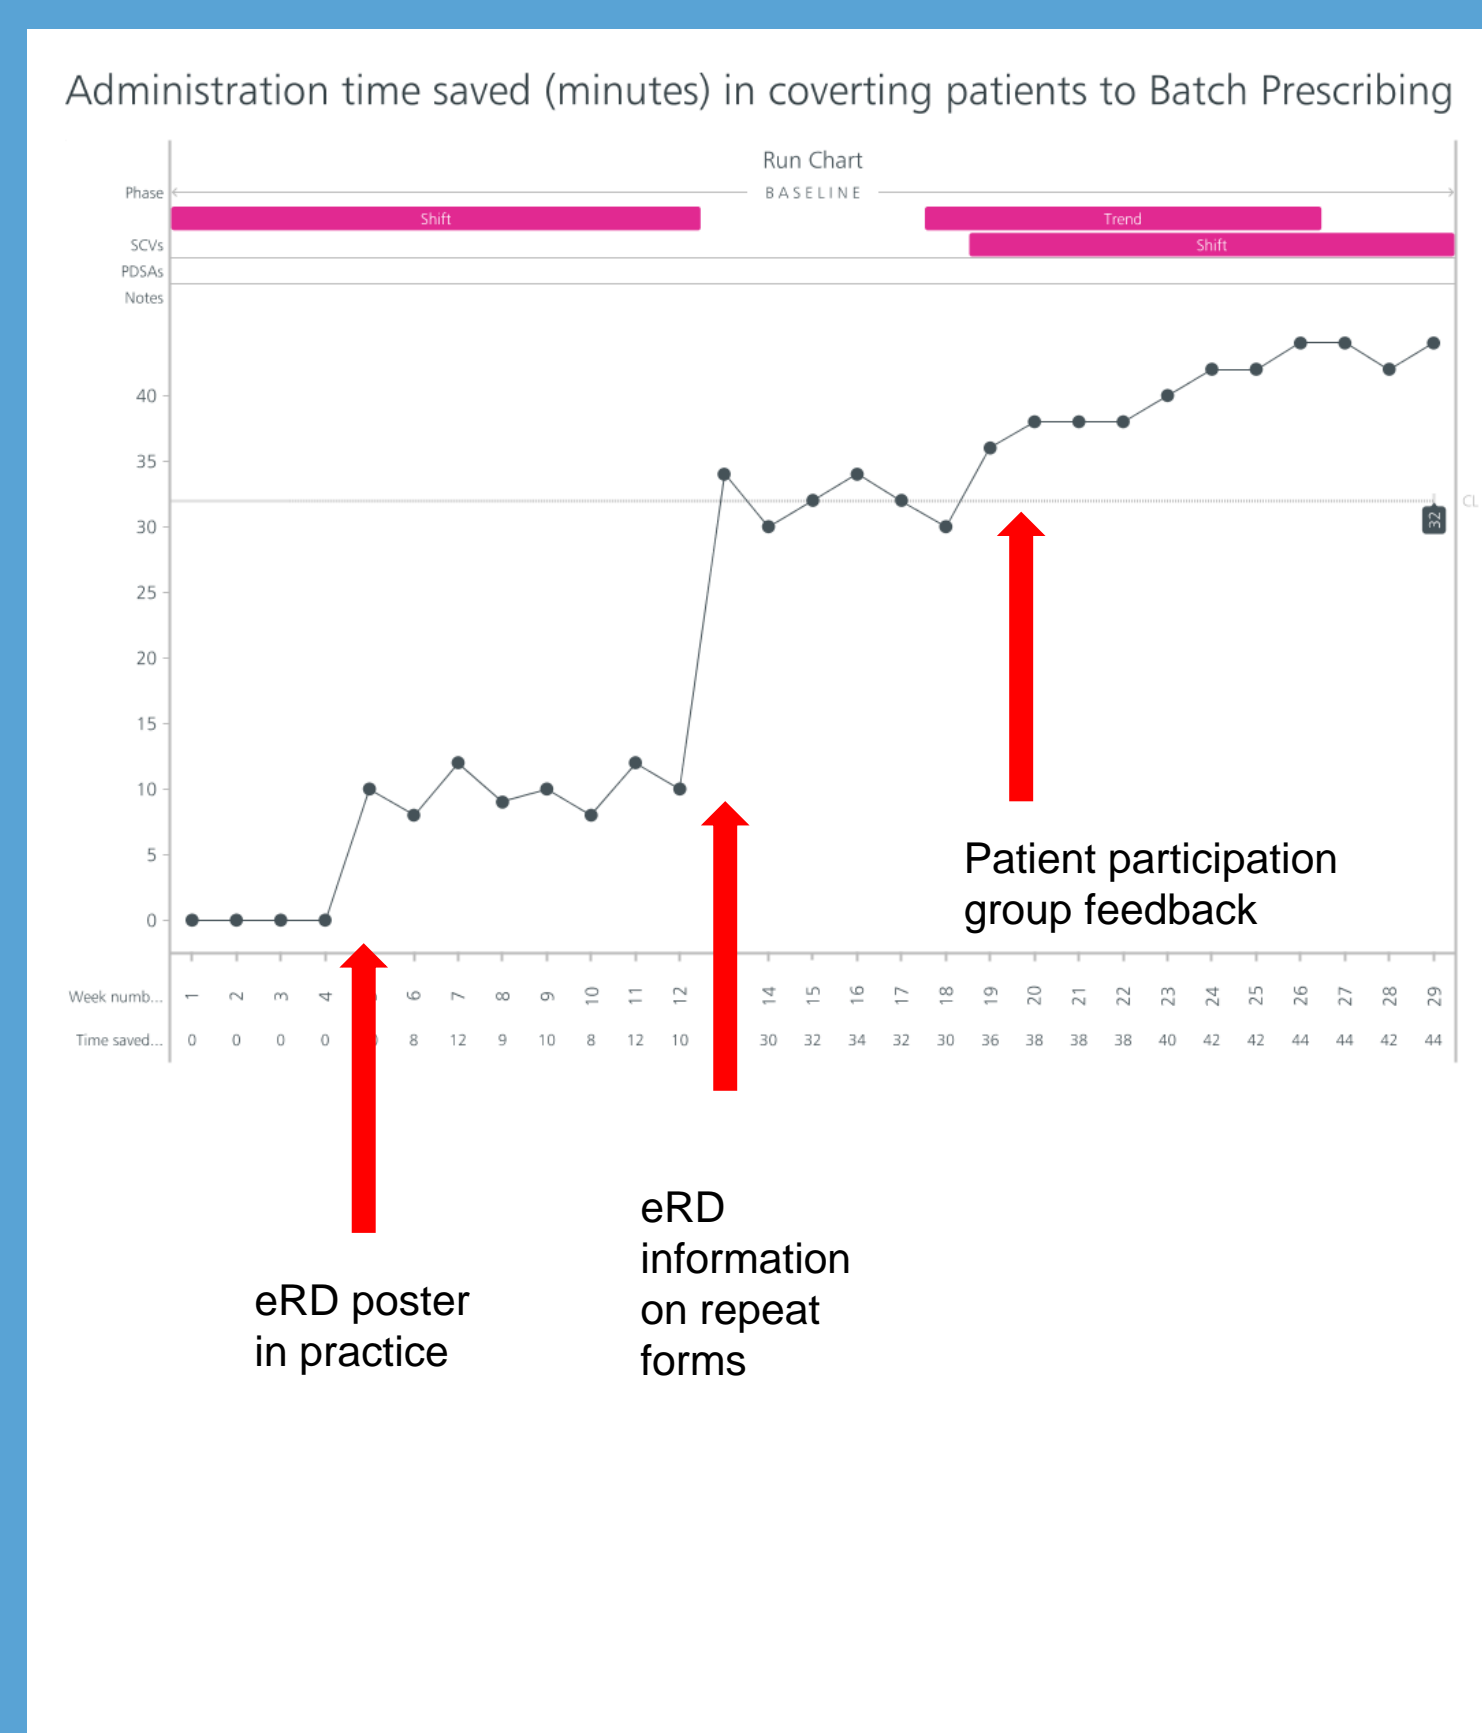 Administration time saved (minutes) in coverting patients to Batch Prescribing
Run Chart
Phase
BASELINE
Shift
Trend
SCVs
Shift
PDSAs
Notes
40
35
30
25
20
15
10
5
0
CL
32
Patient participation
group feedback
Week numb... 1 2 3 4 6 7 8 9 10 11 12 14 15 16 17 18 19 20 21 22 23 24 25 26 27 28 29
Time saved... 0 0 0 0 8 12 9 10 8 12 10 30 32 34 32 30 36 38 38 38 40 42 42 44 44 42 44
eRD poster
in practice
eRD
information
on repeat
forms